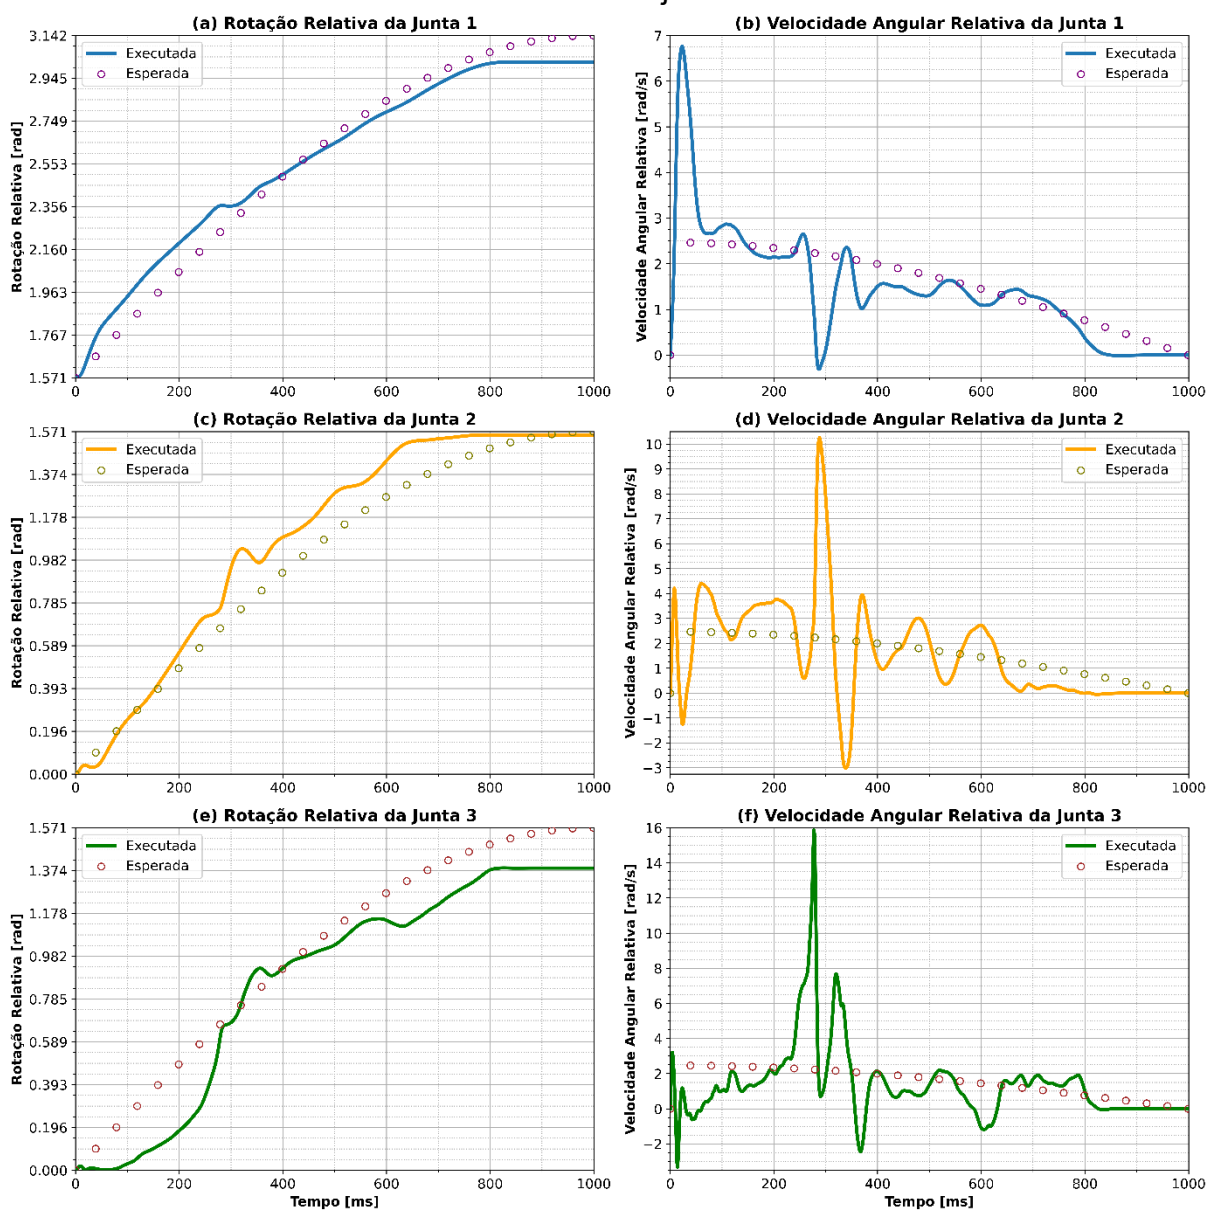 (a) Rotação Relativa da Junta 1
Rotação Relativa [rad]
3.142
2.945
2.749
2.553
2.356
2.160
1.963
1.767
1.571
Executada
Esperada
0 200 400 600 800 1000
(b) Velocidade Angular Relativa da Junta 1
Velocidade Angular Relativa [rad/s]
7
6
5
4
3
2
1
0
Executada
Esperada
0 200 400 600 800 1000
(c) Rotação Relativa da Junta 2
Rotação Relativa [rad]
1.571
1.374
1.178
0.982
0.785
0.589
0.393
0.196
0.000
Executada
Esperada
0 200 400 600 800 1000
(d) Velocidade Angular Relativa da Junta 2
Velocidade Angular Relativa [rad/s]
10
9
8
7
6
5
4
3
2
1
0
−1
−2
−3
Executada
Esperada
0 200 400 600 800 1000
(e) Rotação Relativa da Junta 3
Rotação Relativa [rad]
1.571
1.374
1.178
0.982
0.785
0.589
0.393
0.196
0.000
Executada
Esperada
0 200 400 600 800 1000
Tempo [ms]
(f) Velocidade Angular Relativa da Junta 3
Velocidade Angular Relativa [rad/s]
16
14
12
10
8
6
4
2
0
−2
Executada
Esperada
0 200 400 600 800 1000
Tempo [ms]